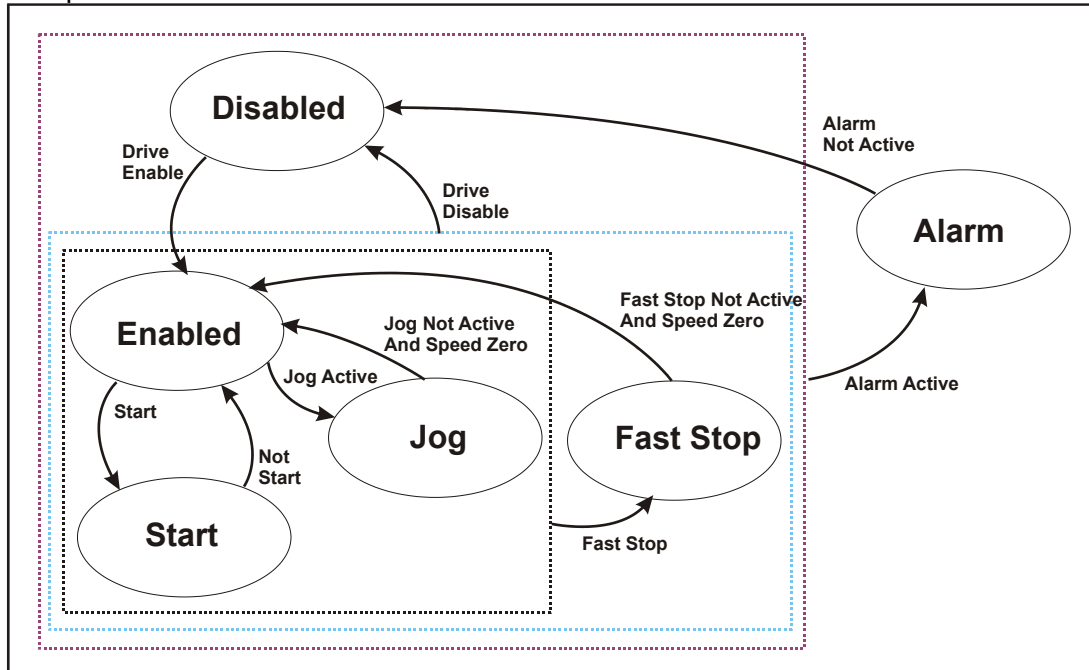 Disabled
Alarm
Not Active
Drive
Enable
Drive
Disable
Alarm
Enabled
Fast Stop Not Active
And Speed Zero
Jog Not Active
And Speed Zero
Jog Active
Alarm Active
Start
Jog
Fast Stop
Not
Start
Start
Fast Stop